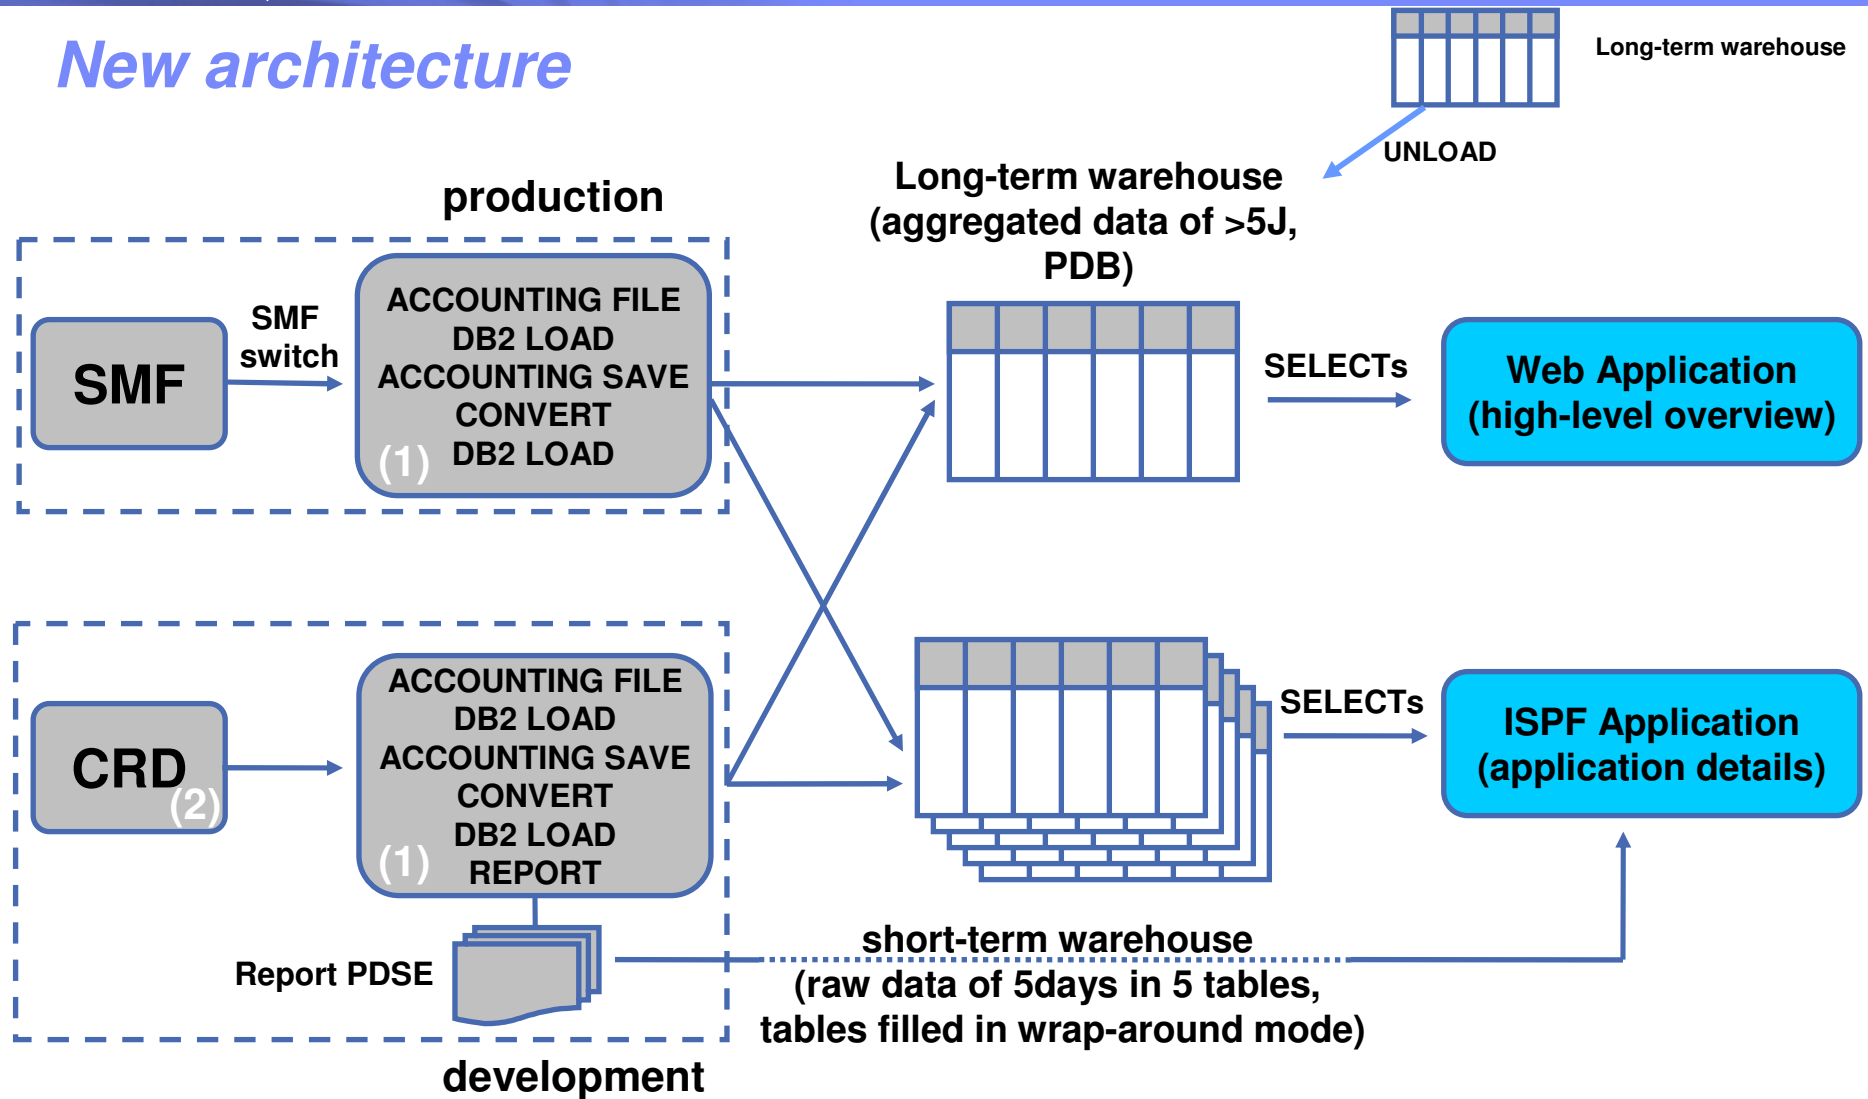 New architecture
Long-term warehouse
UNLOAD
production
Long-term warehouse
(aggregated data of >5J,
PDB)
SMF
SMF
switch
ACCOUNTING FILE
DB2 LOAD
ACCOUNTING SAVE
CONVERT
DB2 LOAD
(1)
SELECTs
Web Application
(high-level overview)
CRD
(2)
ACCOUNTING FILE
DB2 LOAD
ACCOUNTING SAVE
CONVERT
DB2 LOAD
REPORT
(1)
SELECTs
ISPF Application
(application details)
Report PDSE
short-term warehouse
(raw data of 5days in 5 tables,
tables filled in wrap-around mode)
development